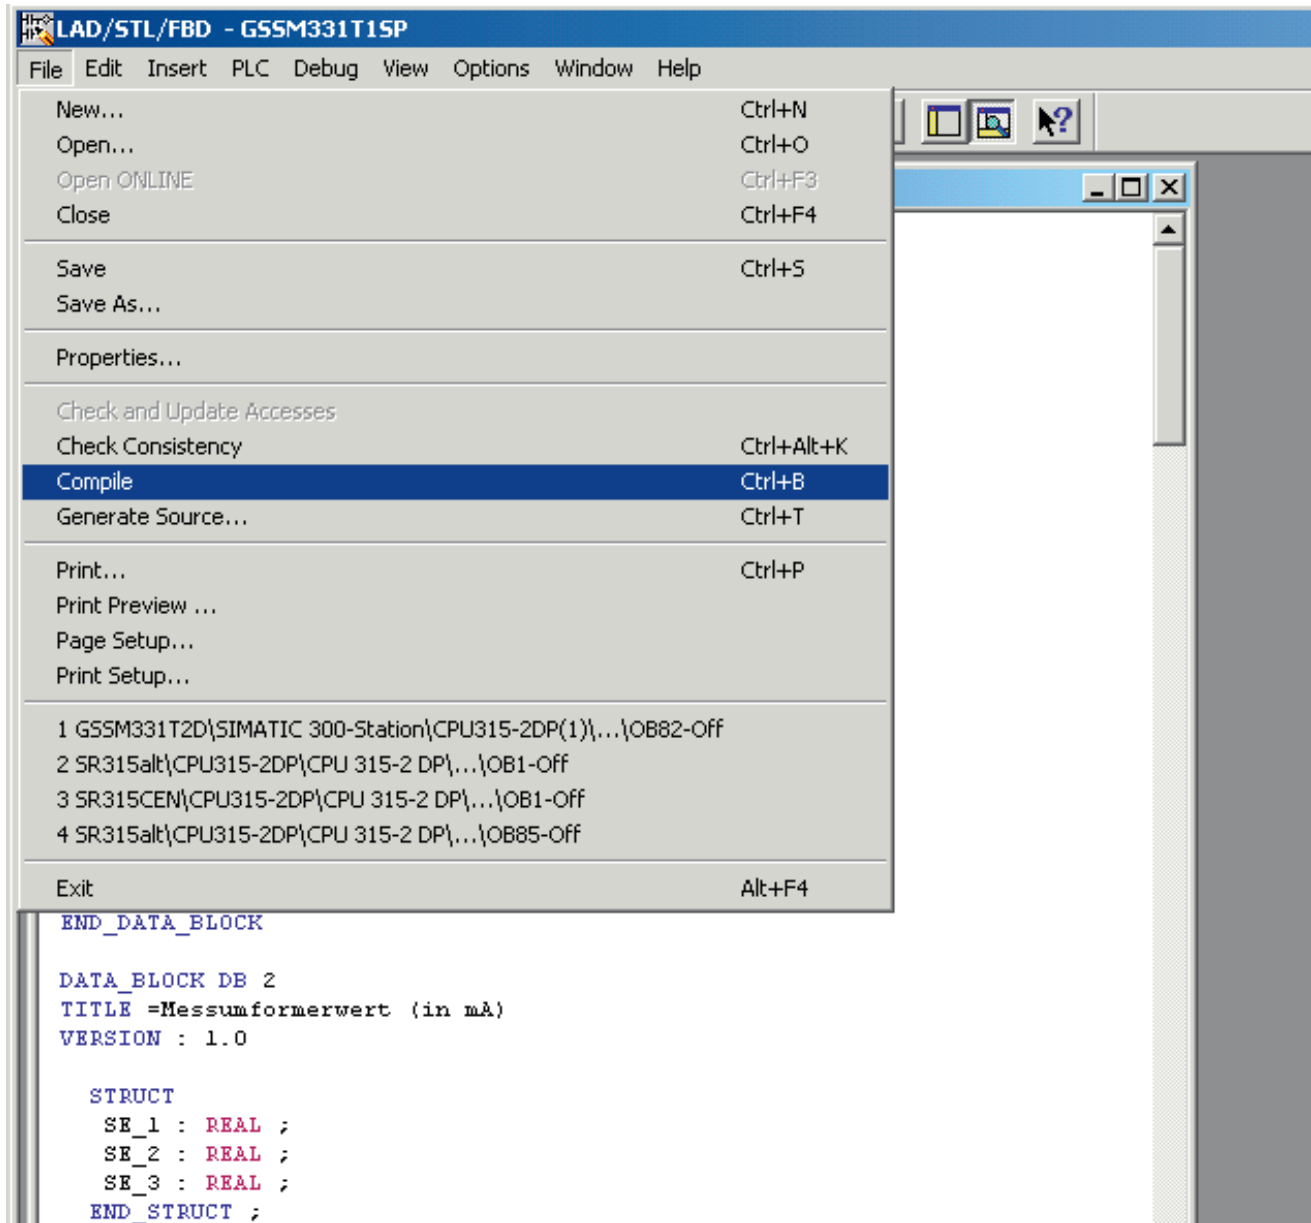 LAD/STL/FBD - GSSM331T1SP
File Edit Insert PLC Debug View Options Window Help
New... Ctrl+N
Open... Ctrl+O
Open ONLINE Ctrl+F3
Close Ctrl+F4
Save Ctrl+S
Save As...
Properties...
Check and Update Accesses
Check Consistency Ctrl+Alt+K
Compile Ctrl+B
Generate Source... Ctrl+T
Print... Ctrl+P
Print Preview ...
Page Setup...
Print Setup...
1 GSSM331T2D\SIMATIC 300-Station\CPU315-2DP(1)\...\OB82-Off
2 SR315alt\CPU315-2DP\CPU 315-2 DP\...\OB1-Off
3 SR315CEN\CPU315-2DP\CPU 315-2 DP\...\OB1-Off
4 SR315alt\CPU315-2DP\CPU 315-2 DP\...\OB85-Off
Exit Alt+F4
END_DATA_BLOCK
DATA_BLOCK DB 2
TITLE =Messumformerwert (in mA)
VERSION : 1.0
STRUCT
SE_1 : REAL ;
SE_2 : REAL ;
SE_3 : REAL ;
END_STRUCT ;